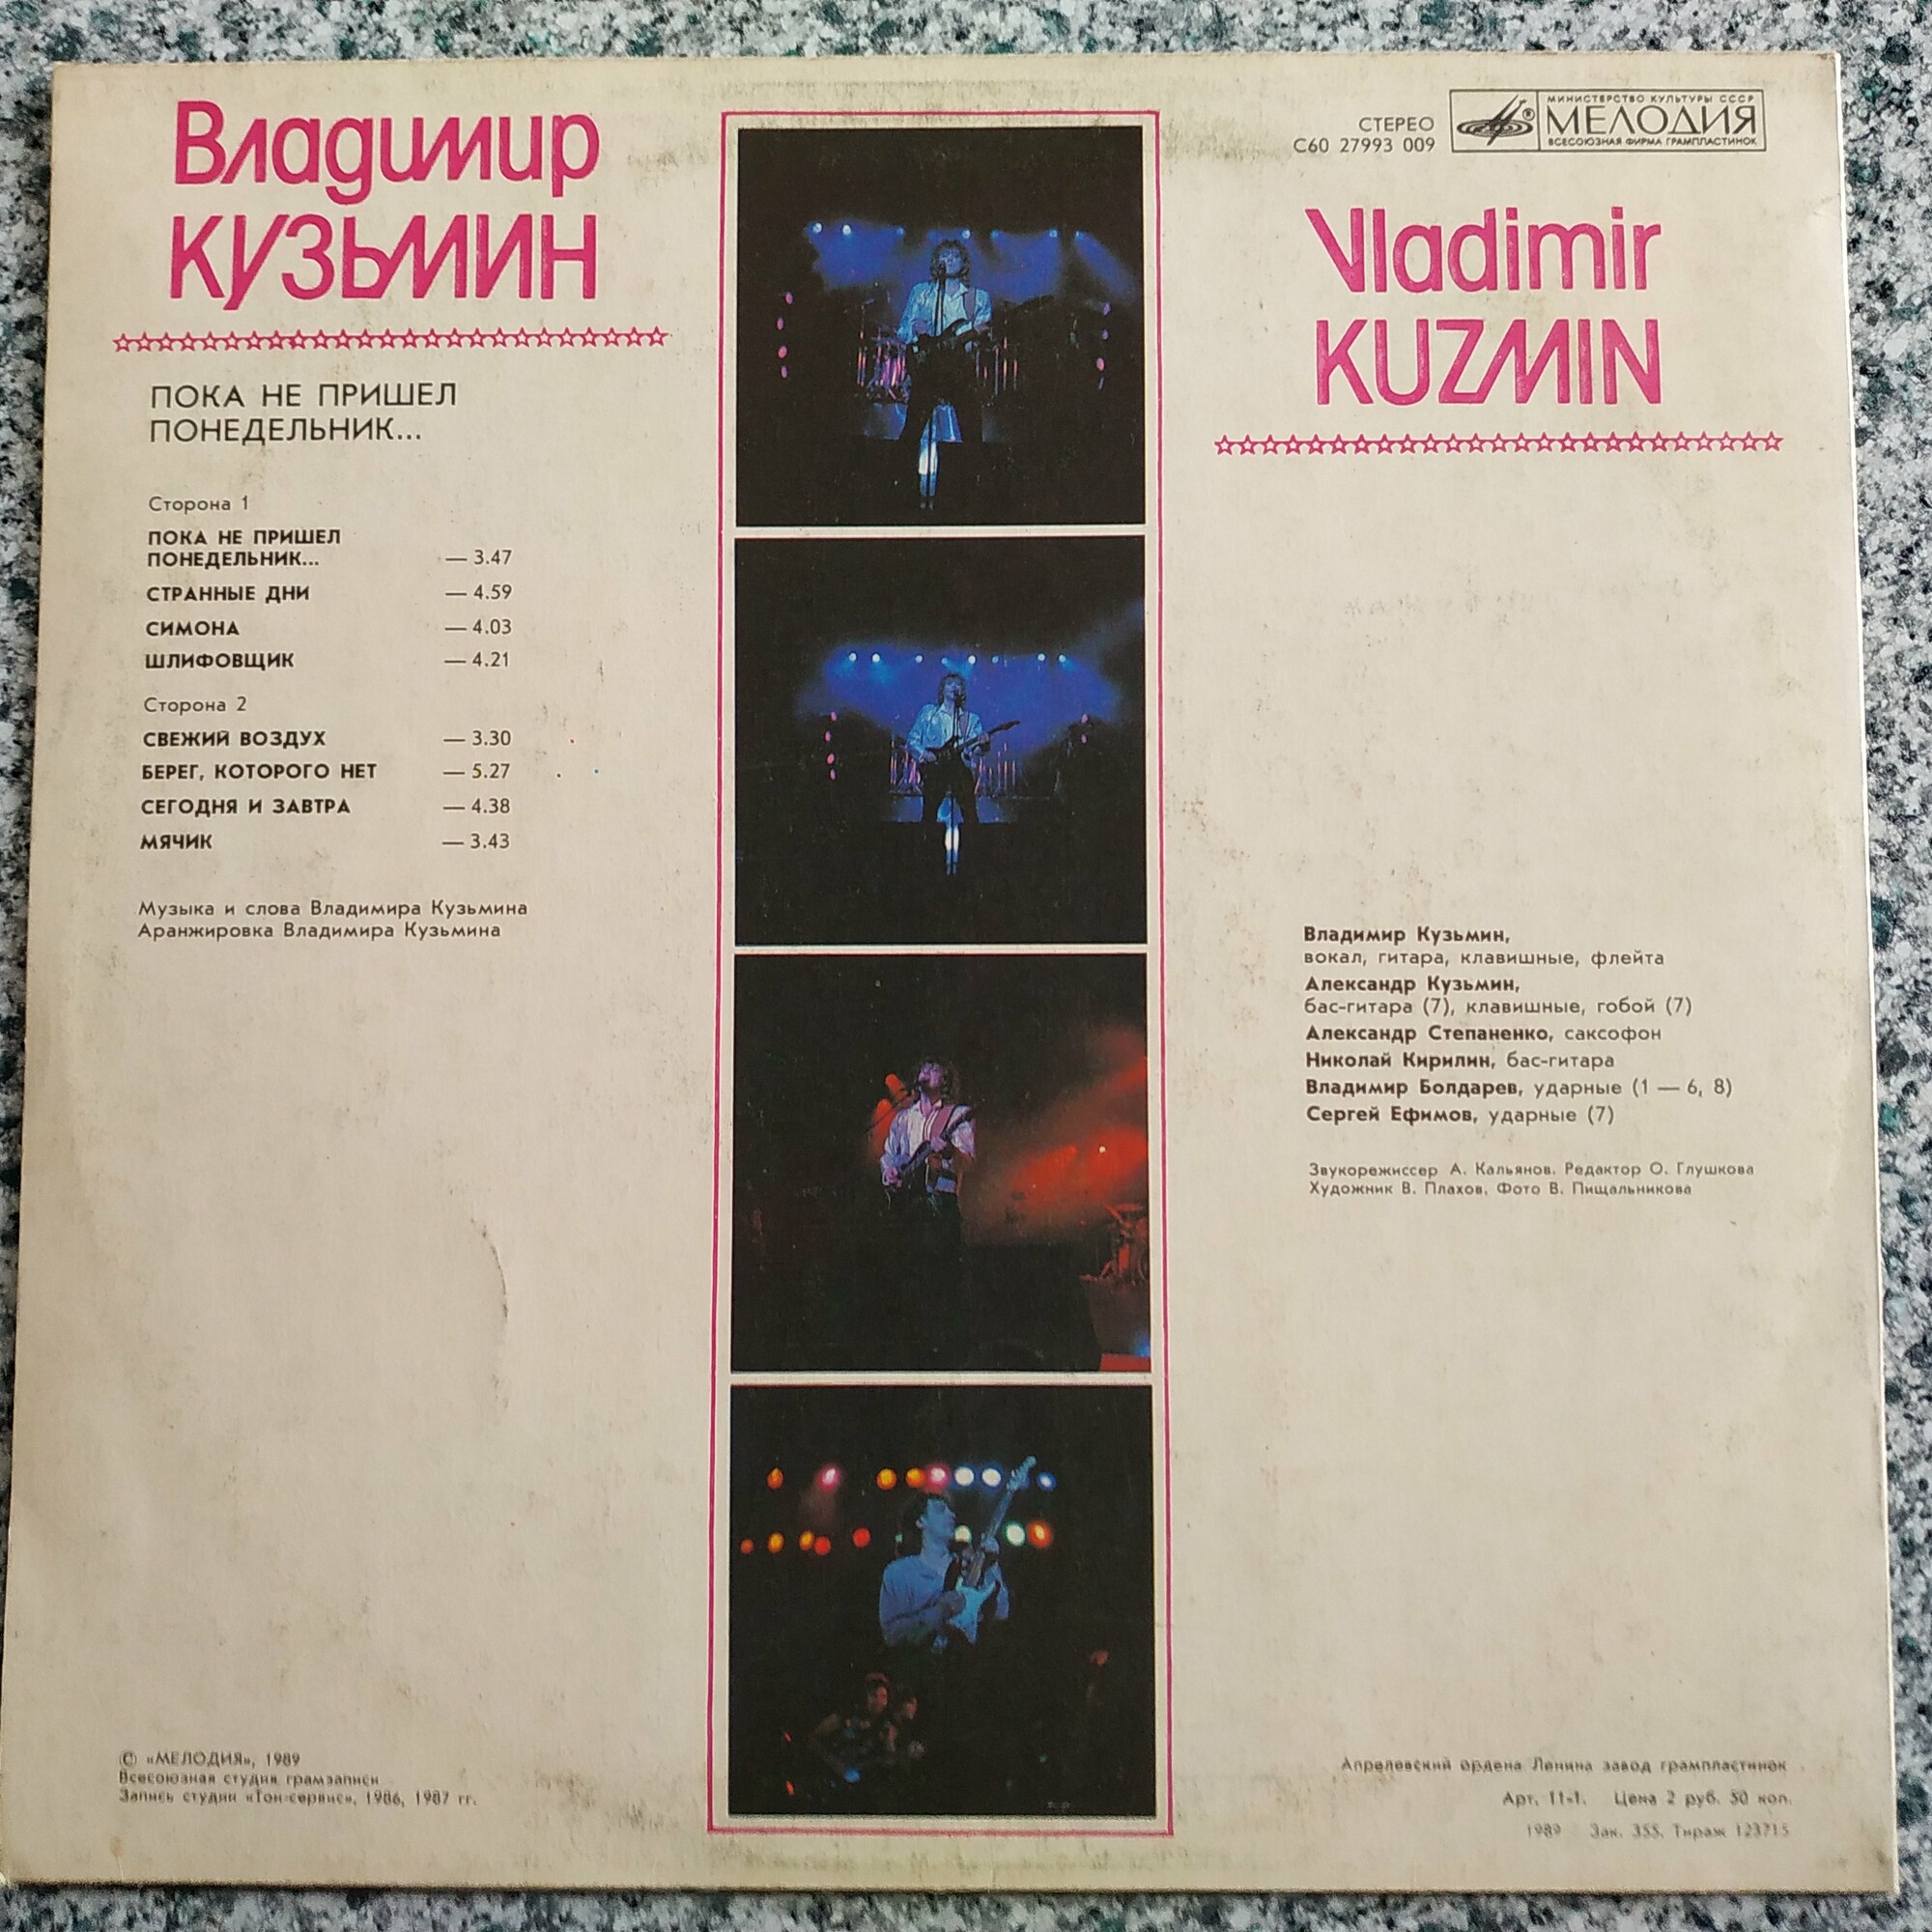 Владимир
КУЗЬМИН
ПОКА НЕ ПРИШЕЛ
ПОНЕДЕЛЬНИК...
Сторона 1
ПОКА НЕ ПРИШЕЛ
ПОНЕДЕЛЬНИК... — 3.47
СТРАННЫЕ ДНИ — 4.59
СИМОНА — 4.03
ШЛИФОВЩИК — 4.21
Сторона 2
СВЕЖИЙ ВОЗДУХ — 3.30
БЕРЕГ, КОТОРОГО НЕТ — 5.27
СЕГОДНЯ И ЗАВТРА — 4.38
МЯЧИК — 3.43
Музыка и слова Владимира Кузьмина
Аранжировка Владимира Кузьмина
© «МЕЛОДИЯ», 1989
Всесоюзная студия грамзаписи
Запись студии «Тон-сервис», 1986, 1987 гг.
СТЕРЕО
С60 27993 009
МИНИСТЕРСТВО КУЛЬТУРЫ СССР
МЕЛОДИЯ
ВСЕСОЮЗНАЯ ФИРМА ГРАМПЛАСТИНОК
Vladimir
KUZMIN
Владимир Кузьмин,
вокал, гитара, клавишные, флейта
Александр Кузьмин,
бас-гитара (7), клавишные, гобой (7)
Александр Степаненко, саксофон
Николай Кирилин, бас-гитара
Владимир Болдарев, ударные (1 — 6, 8)
Сергей Ефимов, ударные (7)
Звукорежиссер А. Кальянов. Редактор О. Глушкова
Художник В. Плахов. Фото В. Пищальникова
Апрелевский ордена Ленина завод грампластинок
Арт. 11-1. Цена 2 руб. 50 коп.
1989 Зак. 355. Тираж 123715